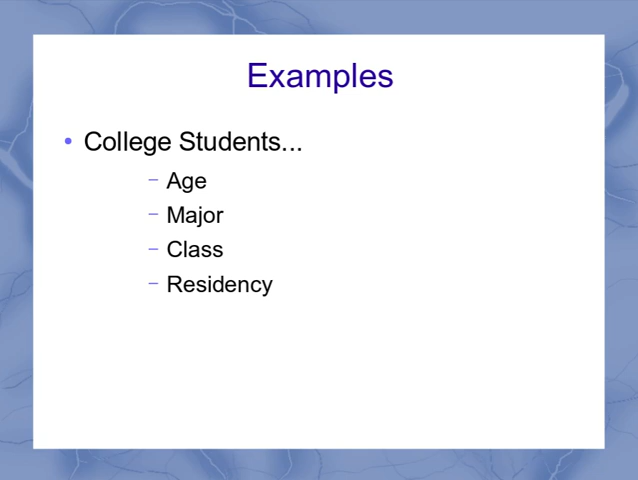 Examples
• College Students...
– Age
– Major
– Class
– Residency